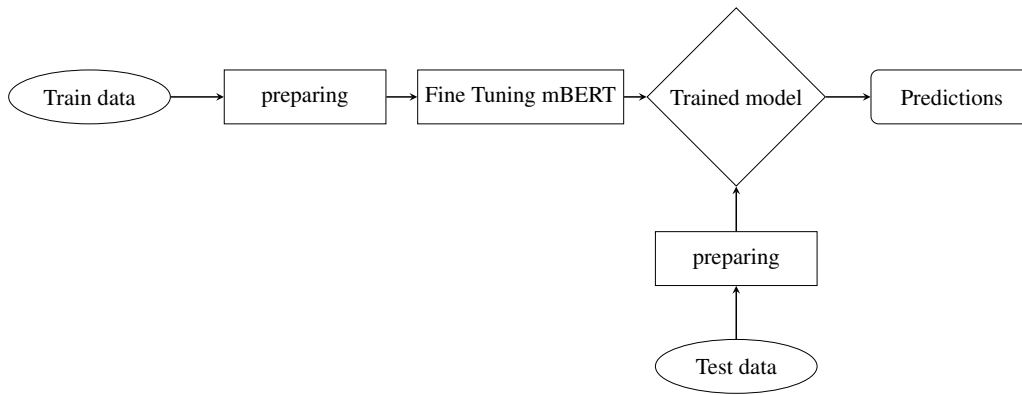 Train data
preparing
Fine Tuning mBERT
Trained model
Predictions
preparing
Test data